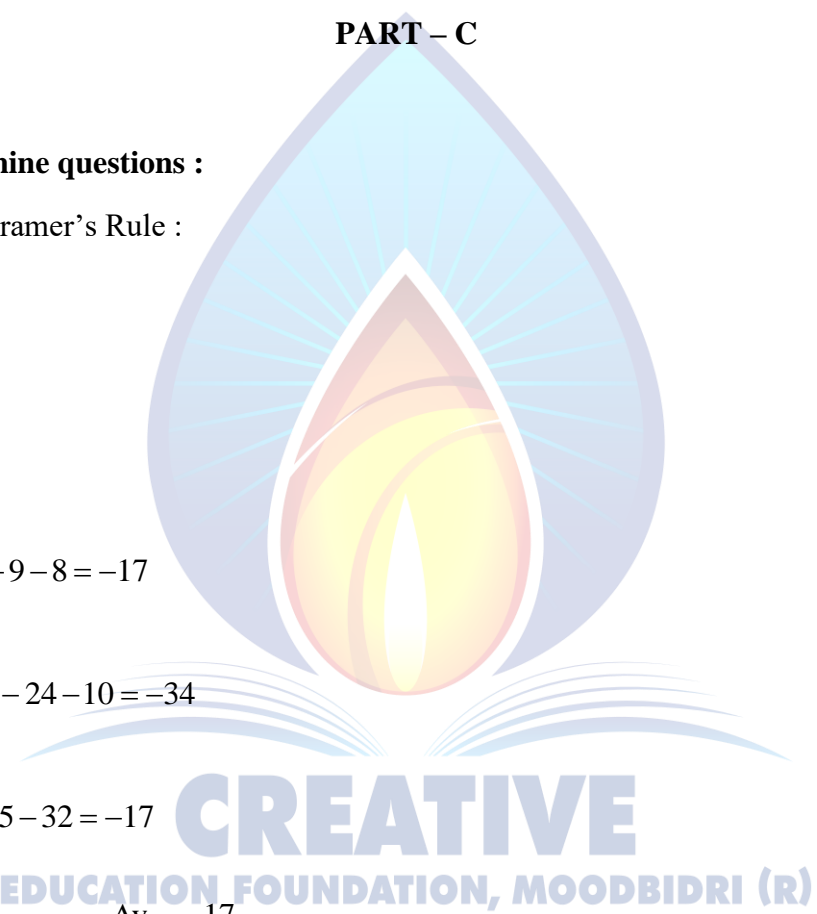 PART – C
nine questions :
ramer's Rule :
-9 – 8 = –17
– 24 – 10 = –34
5 – 32 = –17
CREATIVE
EDUCATION FOUNDATION, MOODBIDRI (R)